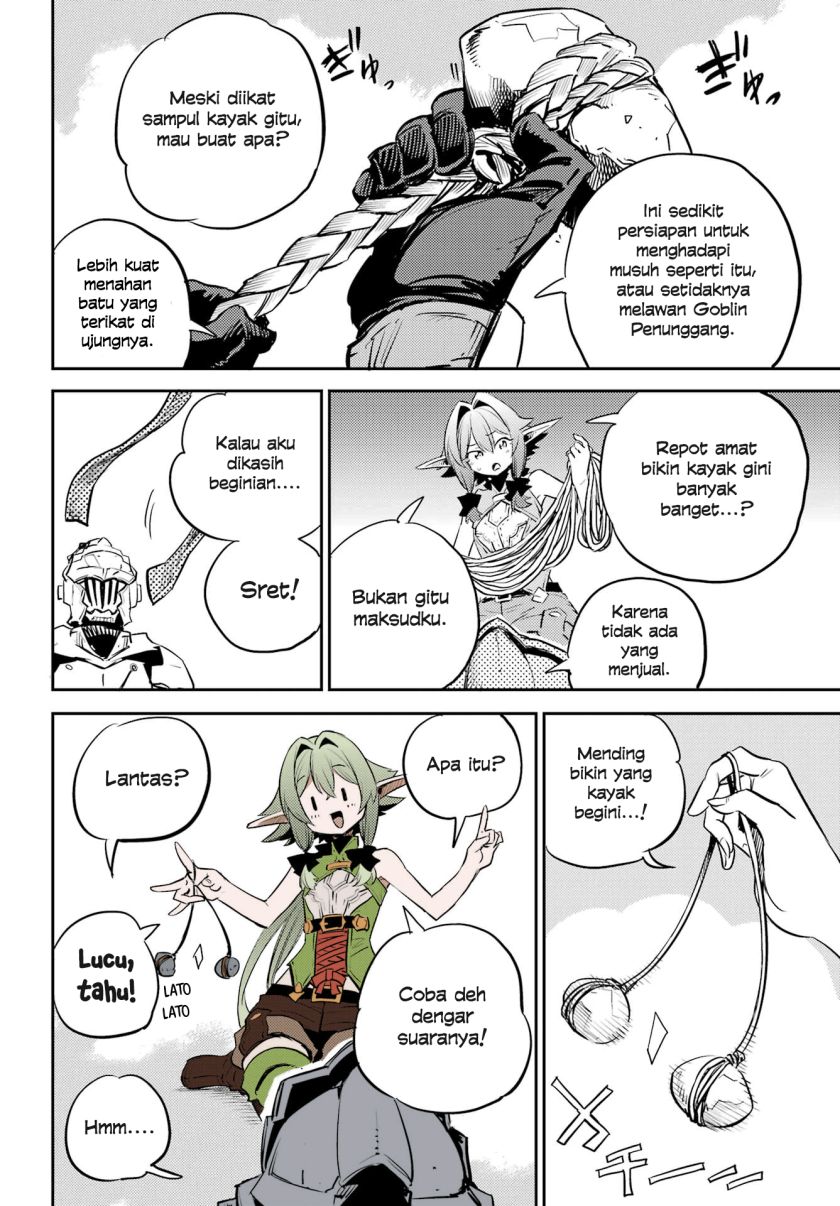 ぎゅっ
ぎゅっ
Meski diikat
sampul kayak gitu,
mau buat apa?
Ini sedikit
persiapan untuk
menghadapi
musuh seperti itu,
atau setidaknya
melawan Goblin
Penunggang.
Lebih kuat
menahan
batu yang
terikat di
ujungnya.
Repot amat
bikin kayak gini
banyak
banget...?
Karena
tidak ada
yang
menjual.
Bukan gitu
maksudku.
Kalau aku
dikasih
beginian....
Sret!
Mending
bikin yang
kayak
begini...!
メチーーン
Apa itu?
Lantas?
Lucu,
tahu!
LATO
LATO
Coba deh
dengar
suaranya!
Hmm....